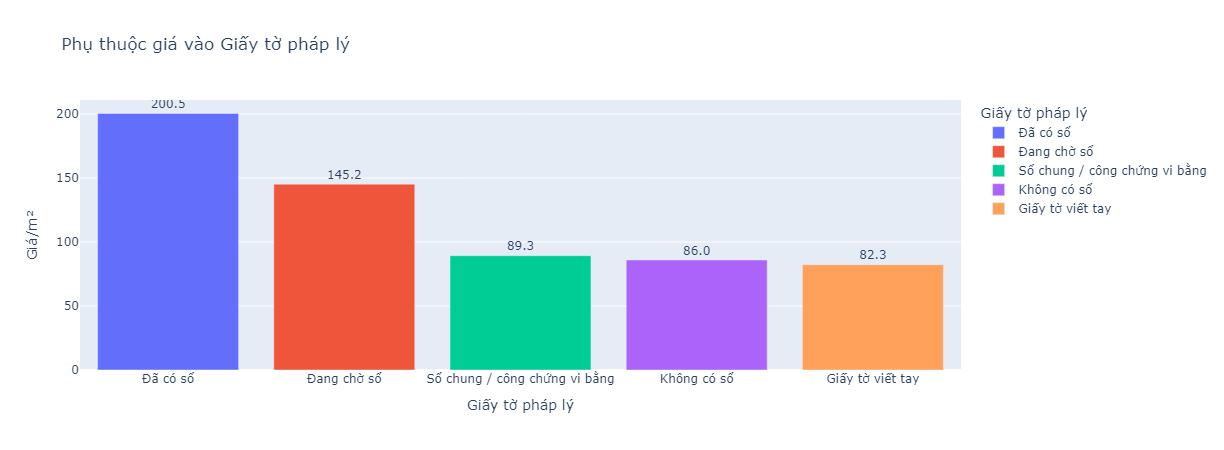 Phụ thuộc giá vào Giấy tờ pháp lý
Giá/m²
200
150
100
50
0
200.5
145.2
89.3
86.0
82.3
Đã có sổ
Đang chờ sổ
Sổ chung / công chứng vi bằng
Không có sổ
Giấy tờ viết tay
Giấy tờ pháp lý
Giấy tờ pháp lý
Đã có sổ
Đang chờ sổ
Sổ chung / công chứng vi bằng
Không có sổ
Giấy tờ viết tay